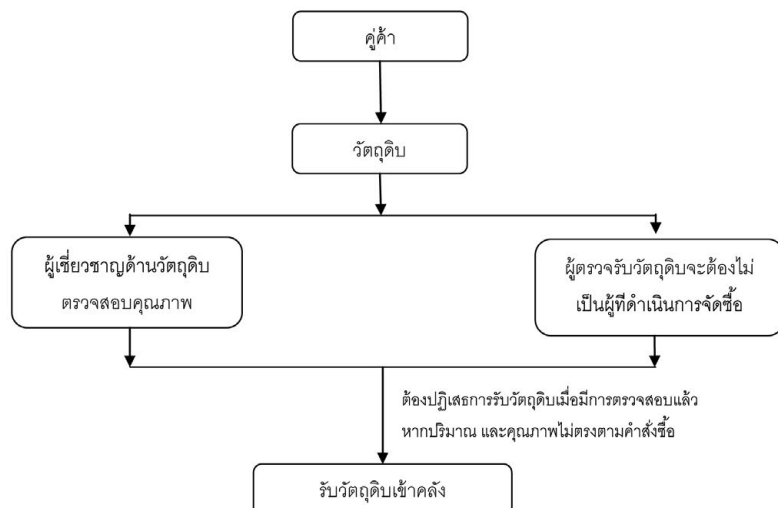 คู่ค้า
วัตถุดิบ
ผู้เชี่ยวชาญด้านวัตถุดิบ
ตรวจสอบคุณภาพ
ผู้ตรวจรับวัตถุดิบจะต้องไม่
เป็นผู้ที่ดำเนินการจัดซื้อ
ต้องปฏิเสธการรับวัตถุดิบเมื่อมีการตรวจสอบแล้ว
หากปริมาณ และคุณภาพไม่ตรงตามคำสั่งซื้อ
รับวัตถุดิบเข้าคลัง